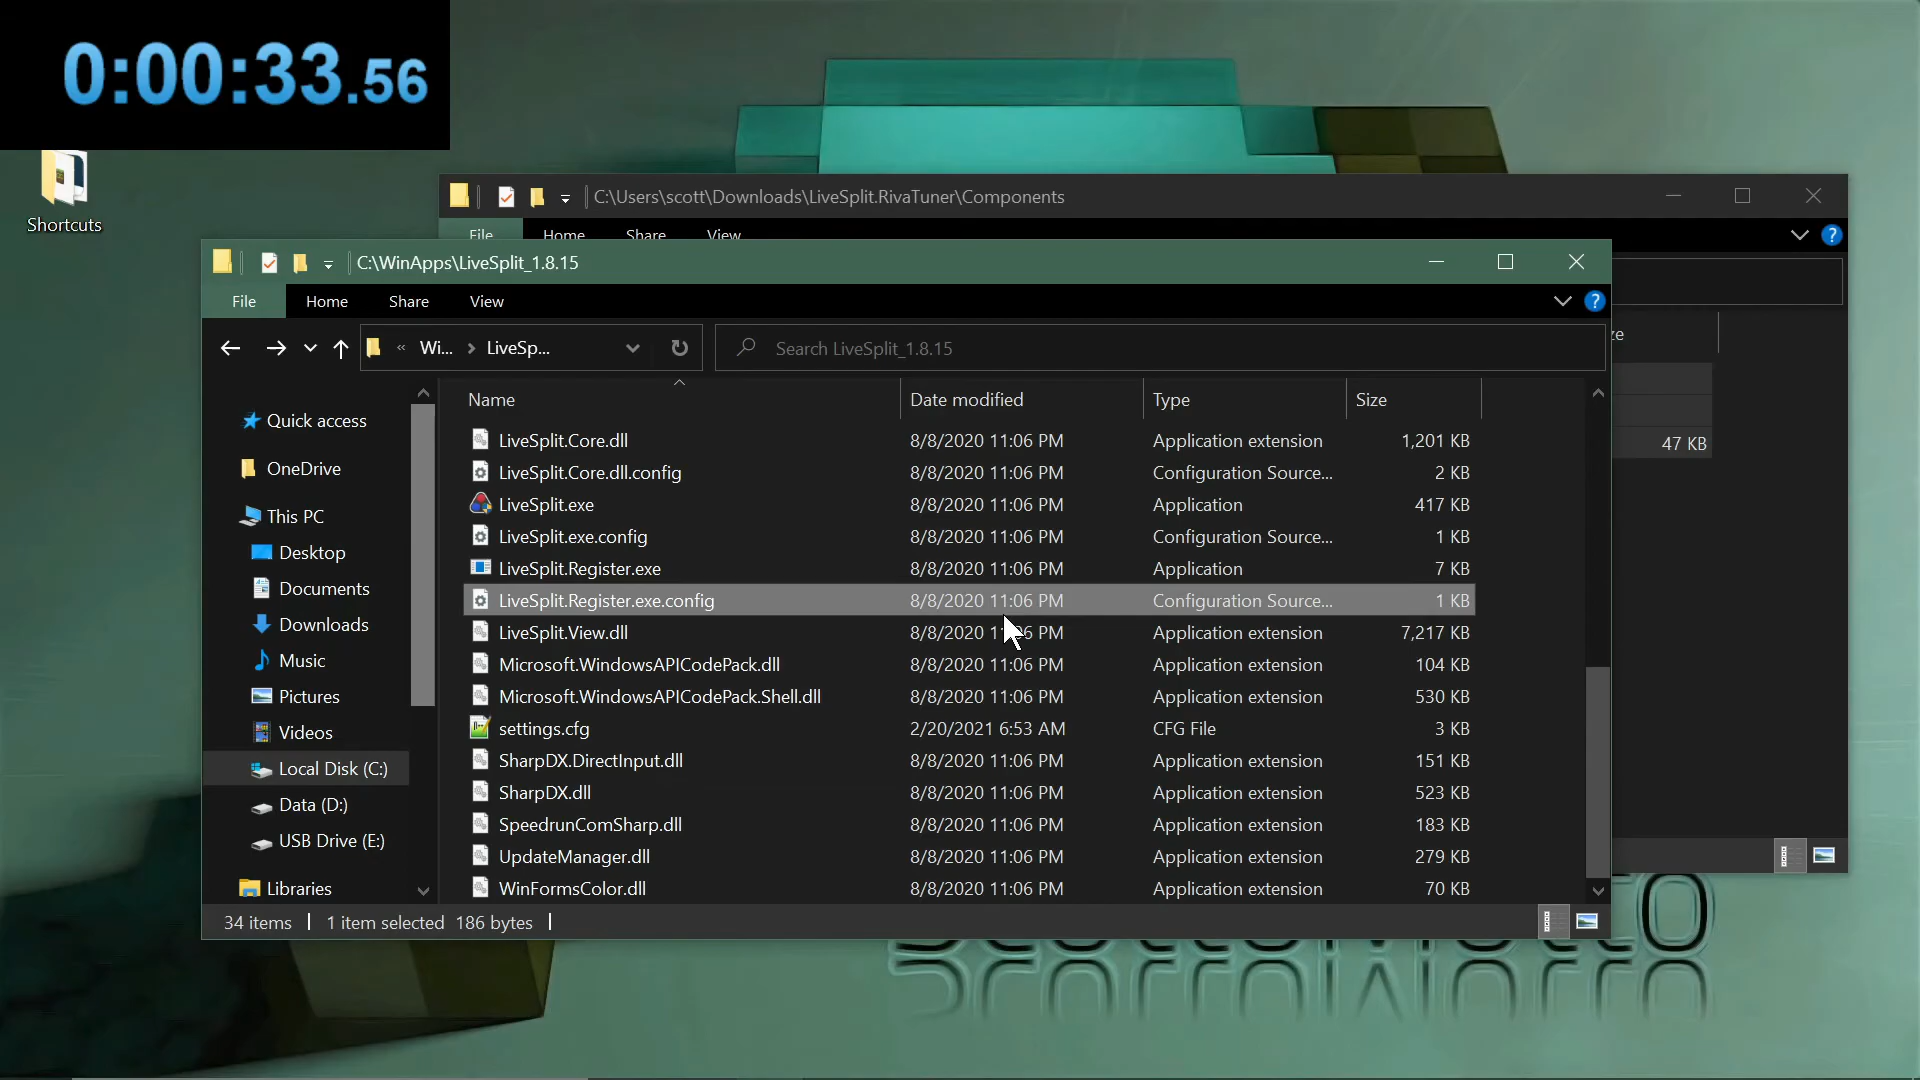 0:00:33.56
Shortcuts
C:\Users\scott\Downloads\LiveSplit.RivaTuner\Components
File Home Share View
C:\WinApps\LiveSplit_1.8.15
File Home Share View
« Wi... LiveSp...
Search LiveSplit_1.8.15
Name Date modified Type Size
LiveSplit.Core.dll 8/8/2020 11:06 PM Application extension 1,201 KB
LiveSplit.Core.dll.config 8/8/2020 11:06 PM Configuration Source... 2 KB
LiveSplit.exe 8/8/2020 11:06 PM Application 417 KB
LiveSplit.exe.config 8/8/2020 11:06 PM Configuration Source... 1 KB
LiveSplit.Register.exe 8/8/2020 11:06 PM Application 7 KB
LiveSplit.Register.exe.config 8/8/2020 11:06 PM Configuration Source... 1 KB
LiveSplit.View.dll 8/8/2020 11:06 PM Application extension 7,217 KB
Microsoft.WindowsAPICodePack.dll 8/8/2020 11:06 PM Application extension 104 KB
Microsoft.WindowsAPICodePack.Shell.dll 8/8/2020 11:06 PM Application extension 530 KB
settings.cfg 2/20/2021 6:53 AM CFG File 3 KB
SharpDX.DirectInput.dll 8/8/2020 11:06 PM Application extension 151 KB
SharpDX.dll 8/8/2020 11:06 PM Application extension 523 KB
SpeedrunComSharp.dll 8/8/2020 11:06 PM Application extension 183 KB
UpdateManager.dll 8/8/2020 11:06 PM Application extension 279 KB
WinFormsColor.dll 8/8/2020 11:06 PM Application extension 70 KB
Quick access
OneDrive
This PC
Desktop
Documents
Downloads
Music
Pictures
Videos
Local Disk (C:)
Data (D:)
USB Drive (E:)
Libraries
34 items 1 item selected 186 bytes
47 KB